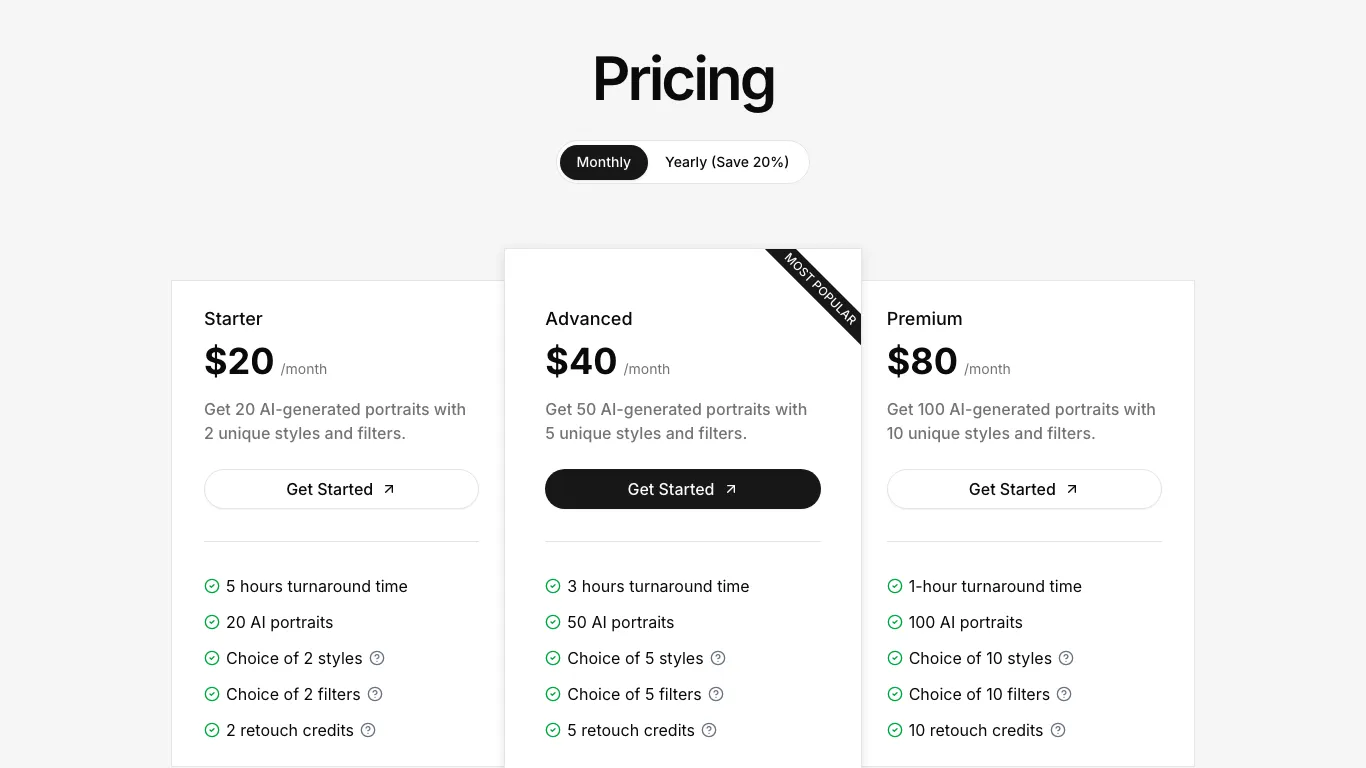 Pricing
Monthly
Yearly (Save 20%)
Starter
$20 /month
Get 20 AI-generated portraits with
2 unique styles and filters.
Get Started
5 hours turnaround time
20 AI portraits
Choice of 2 styles
Choice of 2 filters
2 retouch credits
MOST POPULAR
Advanced
$40 /month
Get 50 AI-generated portraits with
5 unique styles and filters.
Get Started
3 hours turnaround time
50 AI portraits
Choice of 5 styles
Choice of 5 filters
5 retouch credits
Premium
$80 /month
Get 100 AI-generated portraits with
10 unique styles and filters.
Get Started
1-hour turnaround time
100 AI portraits
Choice of 10 styles
Choice of 10 filters
10 retouch credits